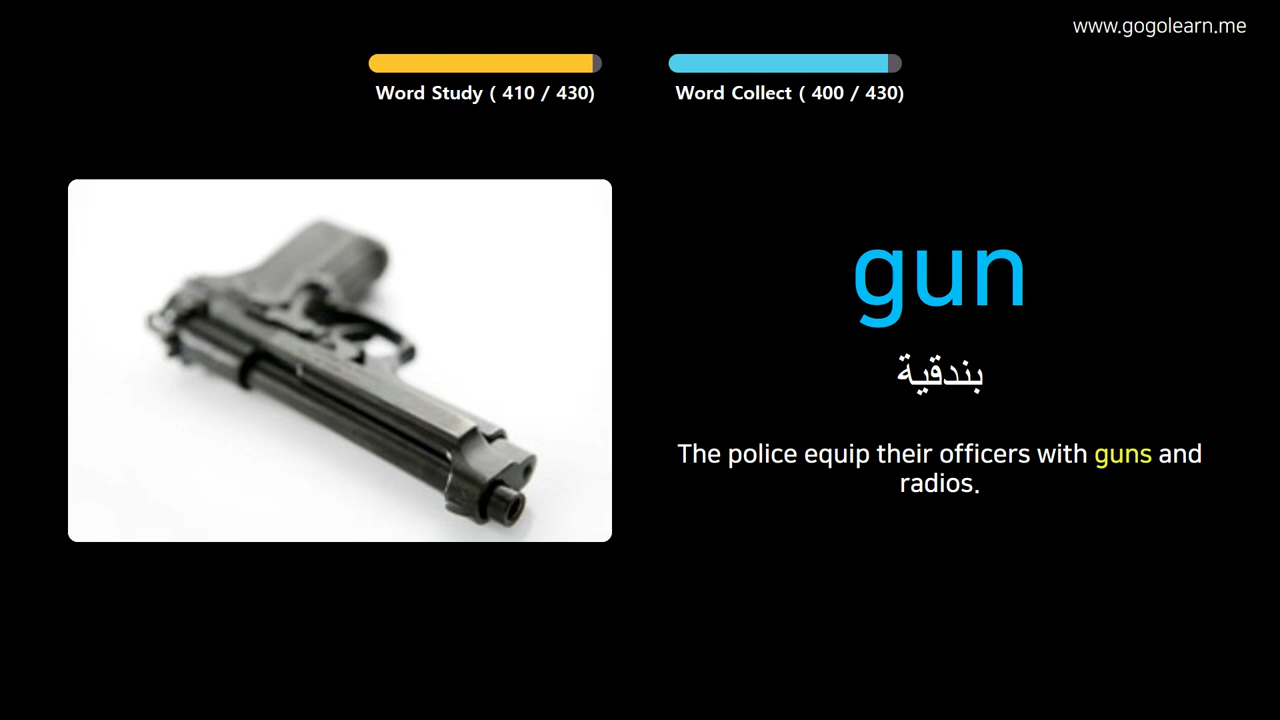 www.gogolearn.me
Word Study ( 410 / 430)
Word Collect ( 400 / 430)
gun
بندقية
The police equip their officers with guns and
radios.